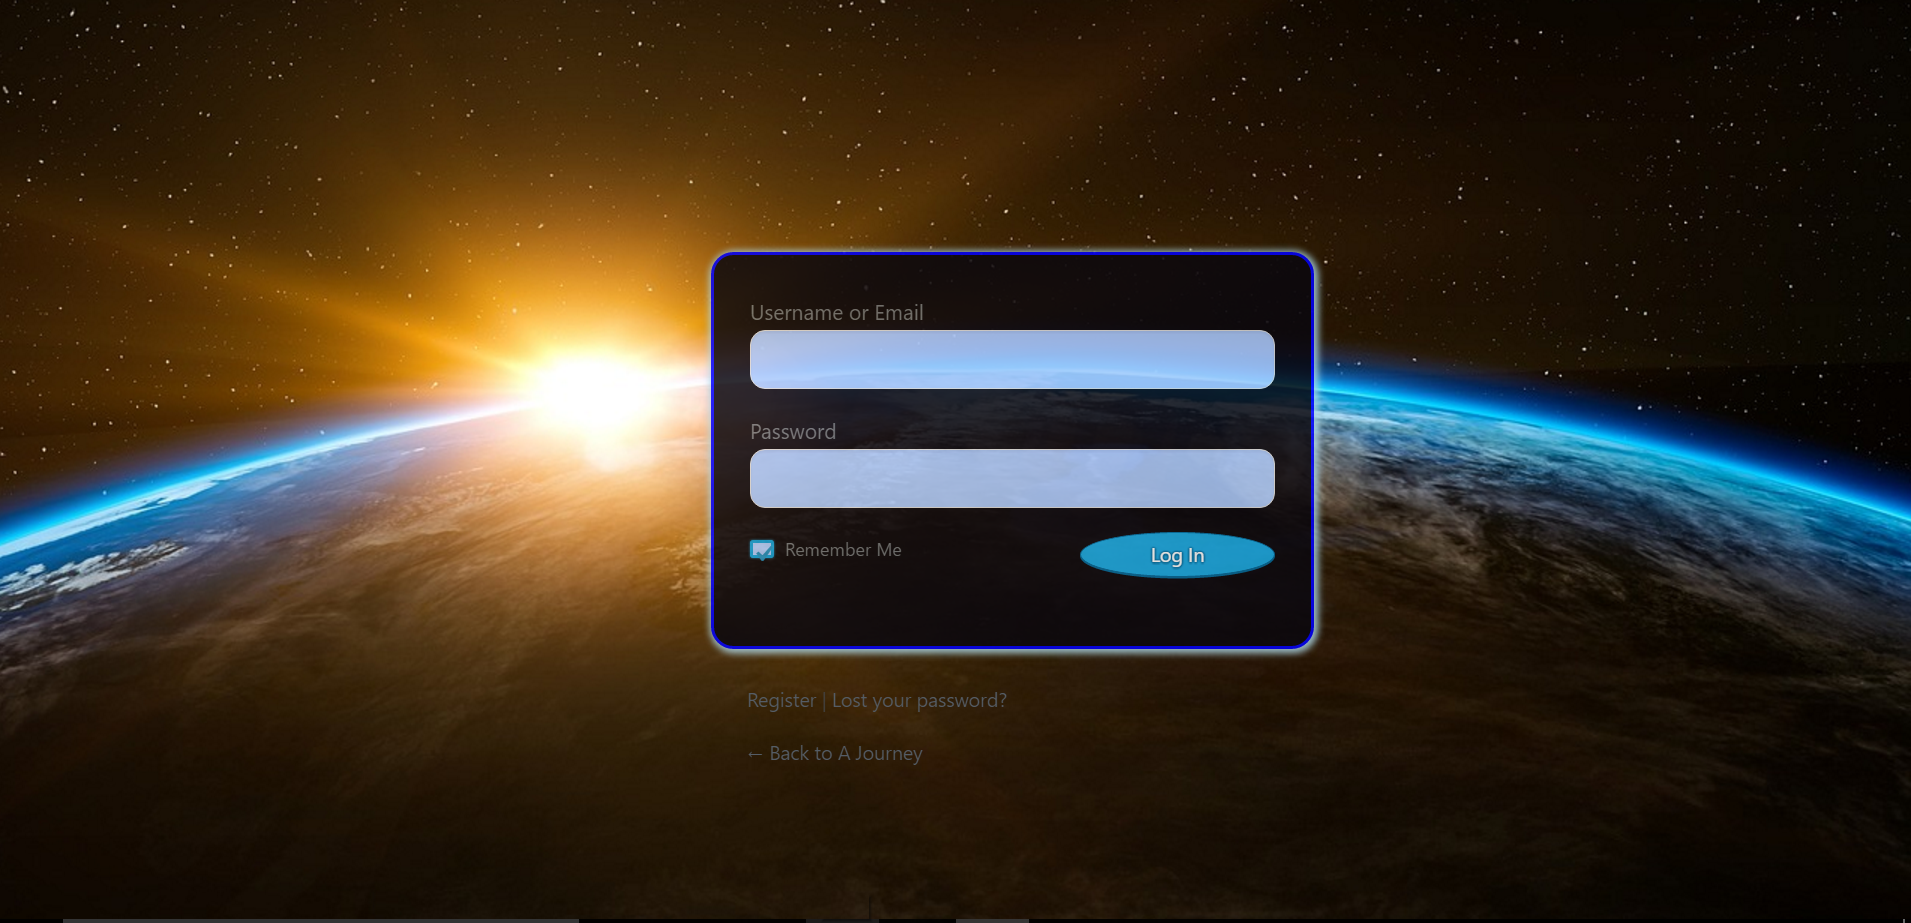 Username or Email
Password
Remember Me
Log In
Register | Lost your password?
← Back to A Journey